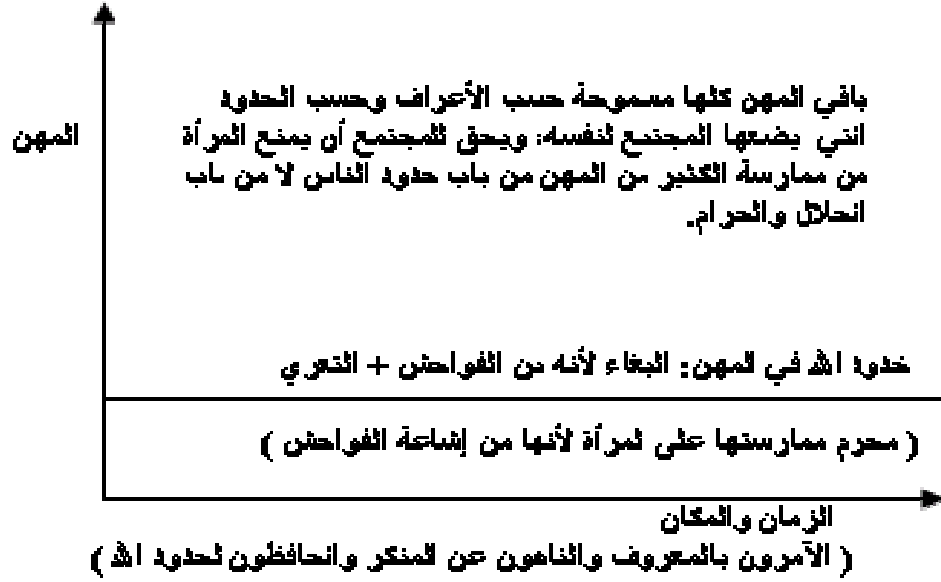 المهن
باقي المهن كلها مسموحة حسب الأعراف وحسب الحدود
التي يضعها المجتمع لنفسه، ويحق للمجتمع أن يمنع المرأة
من ممارسة الكثير من المهن من باب حدود الناس لا من باب
الحلال والحرام.
حدود الله في المهن: البغاء لأنه من الفواحش + التعري
( محرم ممارستها على المرأة لأنها من إشاعة الفواحش )
الزمان والمكان
( الآمرون بالمعروف والناهون عن المنكر والحافظون لحدود الله )